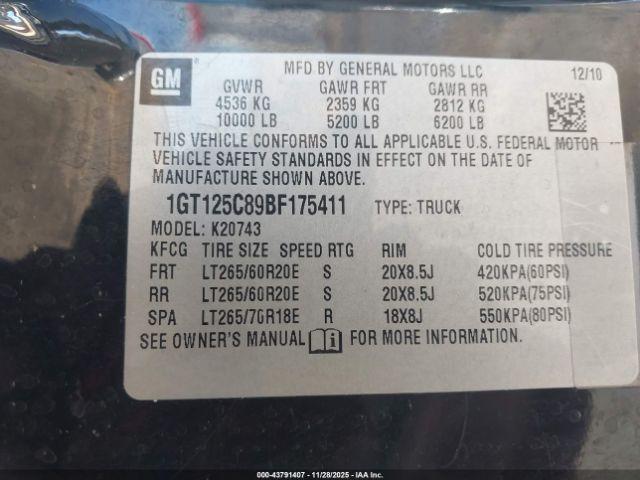 GM
MFD BY GENERAL MOTORS LLC 12/10
GVWR GAWR FRT GAWR RR
4536 KG 2359 KG 2812 KG
10000 LB 5200 LB 6200 LB
THIS VEHICLE CONFORMS TO ALL APPLICABLE U.S. FEDERAL MOTOR
VEHICLE SAFETY STANDARDS IN EFFECT ON THE DATE OF
MANUFACTURE SHOWN ABOVE.
1GT125C89BF175411 TYPE: TRUCK
MODEL: K20743
KFCG TIRE SIZE SPEED RTG RIM COLD TIRE PRESSURE
FRT LT265/60R20E S 20X8.5J 420KPA(60PSI)
RR LT265/60R20E S 20X8.5J 520KPA(75PSI)
SPA LT265/70R18E R 18X8J 550KPA(80PSI)
SEE OWNER'S MANUAL FOR MORE INFORMATION.
000-43791407 | 11/28/2025 - IAAI.com